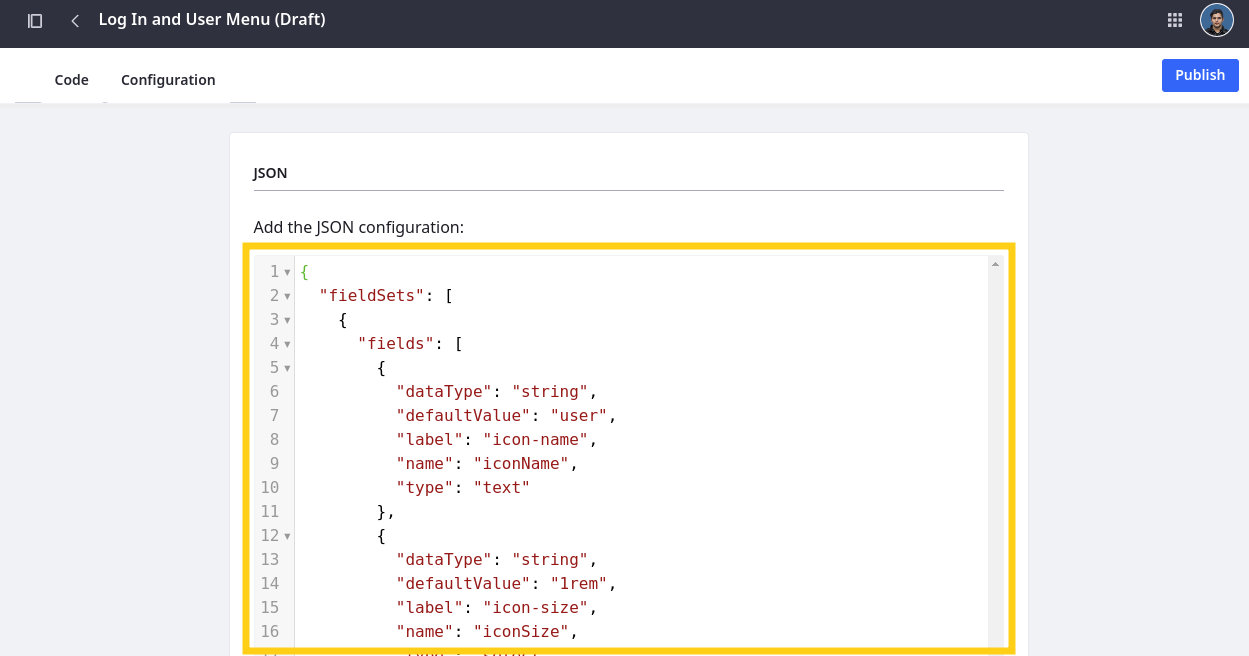 Log In and User Menu (Draft)
Code Configuration Publish
JSON
Add the JSON configuration:
1 {
2 "fieldSets": [
3 {
4 "fields": [
5 {
6 "dataType": "string",
7 "defaultValue": "user",
8 "label": "icon-name",
9 "name": "iconName",
10 "type": "text"
11 },
12 {
13 "dataType": "string",
14 "defaultValue": "1rem",
15 "label": "icon-size",
16 "name": "iconSize",